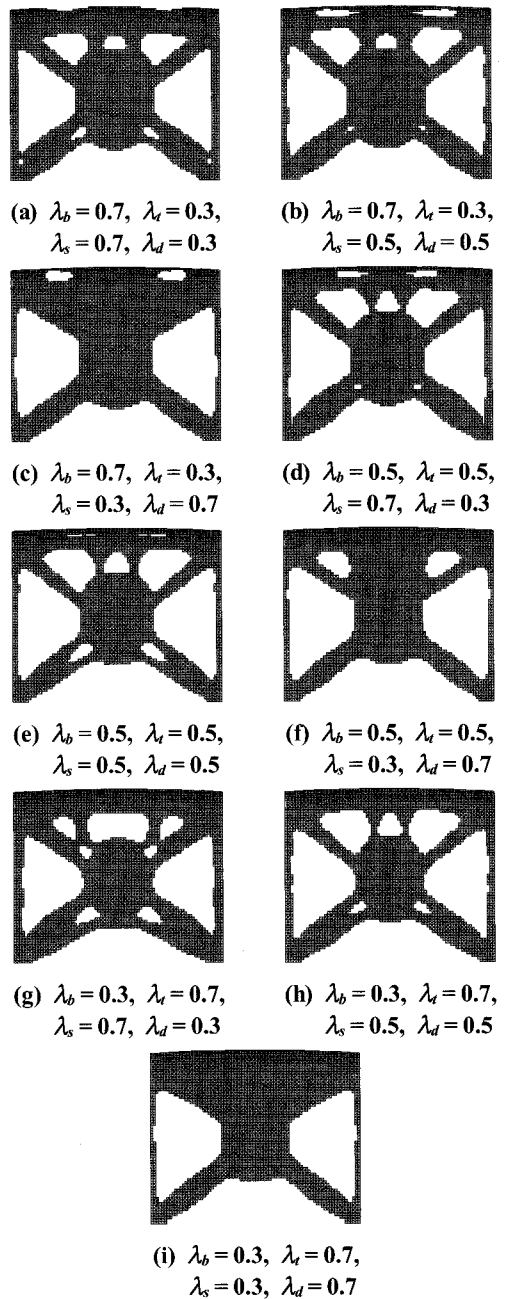 (a) λb = 0.7, λt = 0.3,
λs = 0.7, λd = 0.3
(b) λb = 0.7, λt = 0.3,
λs = 0.5, λd = 0.5
(c) λb = 0.7, λt = 0.3,
λs = 0.3, λd = 0.7
(d) λb = 0.5, λt = 0.5,
λs = 0.7, λd = 0.3
(e) λb = 0.5, λt = 0.5,
λs = 0.5, λd = 0.5
(f) λb = 0.5, λt = 0.5,
λs = 0.3, λd = 0.7
(g) λb = 0.3, λt = 0.7,
λs = 0.7, λd = 0.3
(h) λb = 0.3, λt = 0.7,
λs = 0.5, λd = 0.5
(i) λb = 0.3, λt = 0.7,
λs = 0.3, λd = 0.7